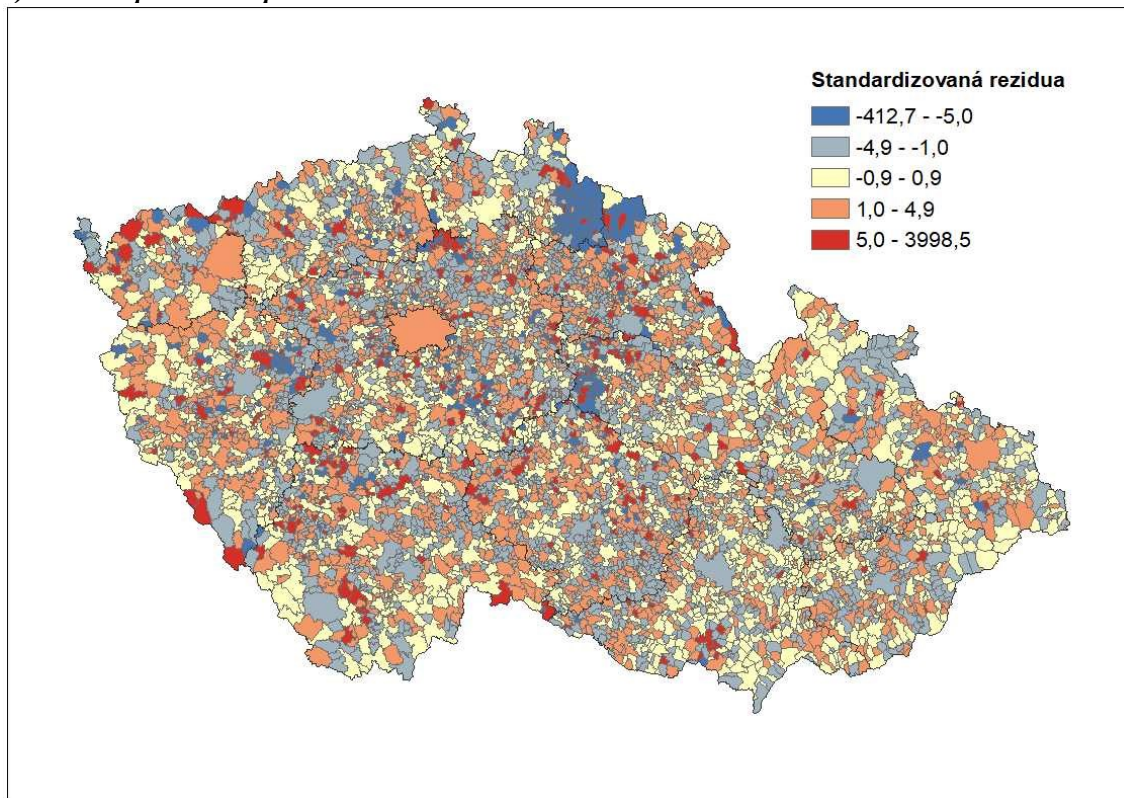 Standardizovaná rezidua
-412,7 - -5,0
-4,9 - -1,0
-0,9 - 0,9
1,0 - 4,9
5,0 - 3998,5